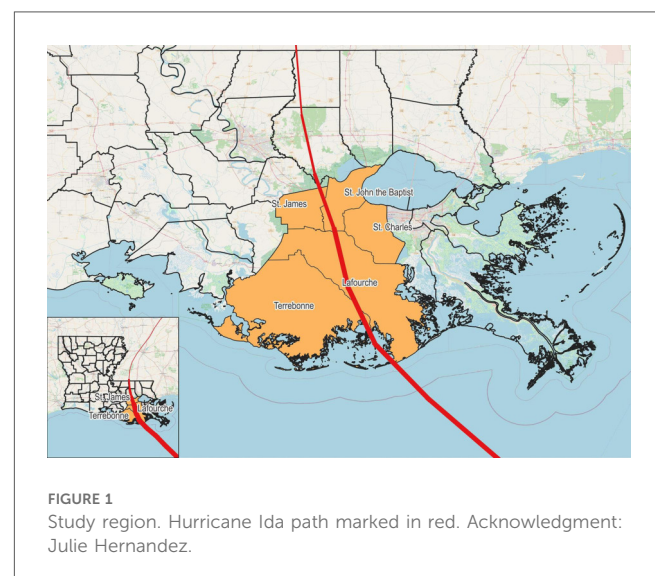 St. John the Baptist
St. James
St. Charles
Lafourche
Terrebonne
St. James
Lafourche
Terrebonne
FIGURE 1
Study region. Hurricane Ida path marked in red. Acknowledgment:
Julie Hernandez.